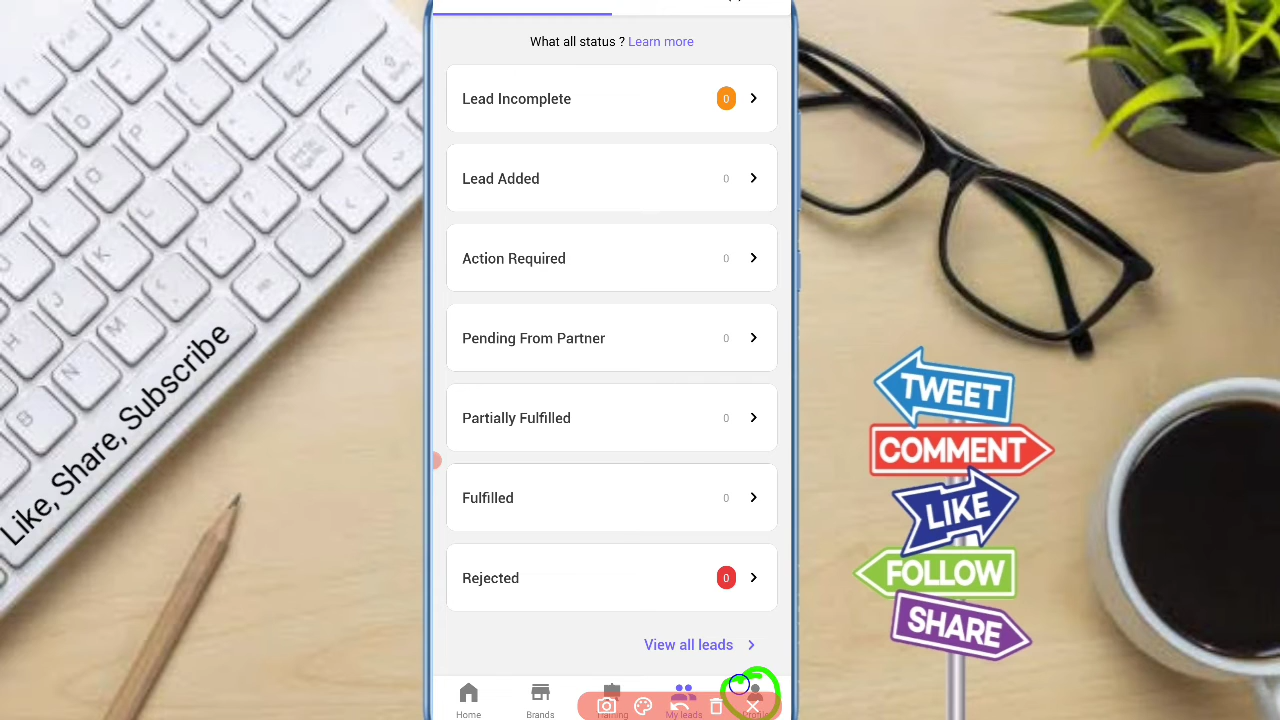 What all status ? Learn more
Lead Incomplete 0
Lead Added 0
Action Required 0
Pending From Partner 0
Partially Fulfilled 0
Fulfilled 0
Rejected 0
View all leads
Home Brands Training My leads Profile
Like, Share, Subscribe
TWEET
COMMENT
LIKE
FOLLOW
SHARE